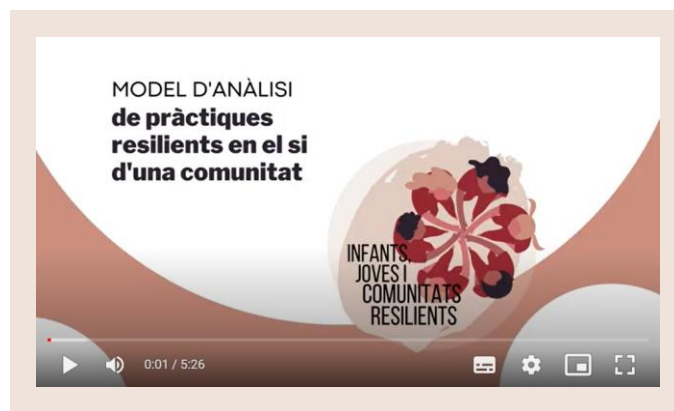 MODEL D'ANÀLISI
de pràctiques
resilients en el si
d'una comunitat
INFANTS,
JOVES I
COMUNITATS
RESILIENTS
0:01 / 5:26